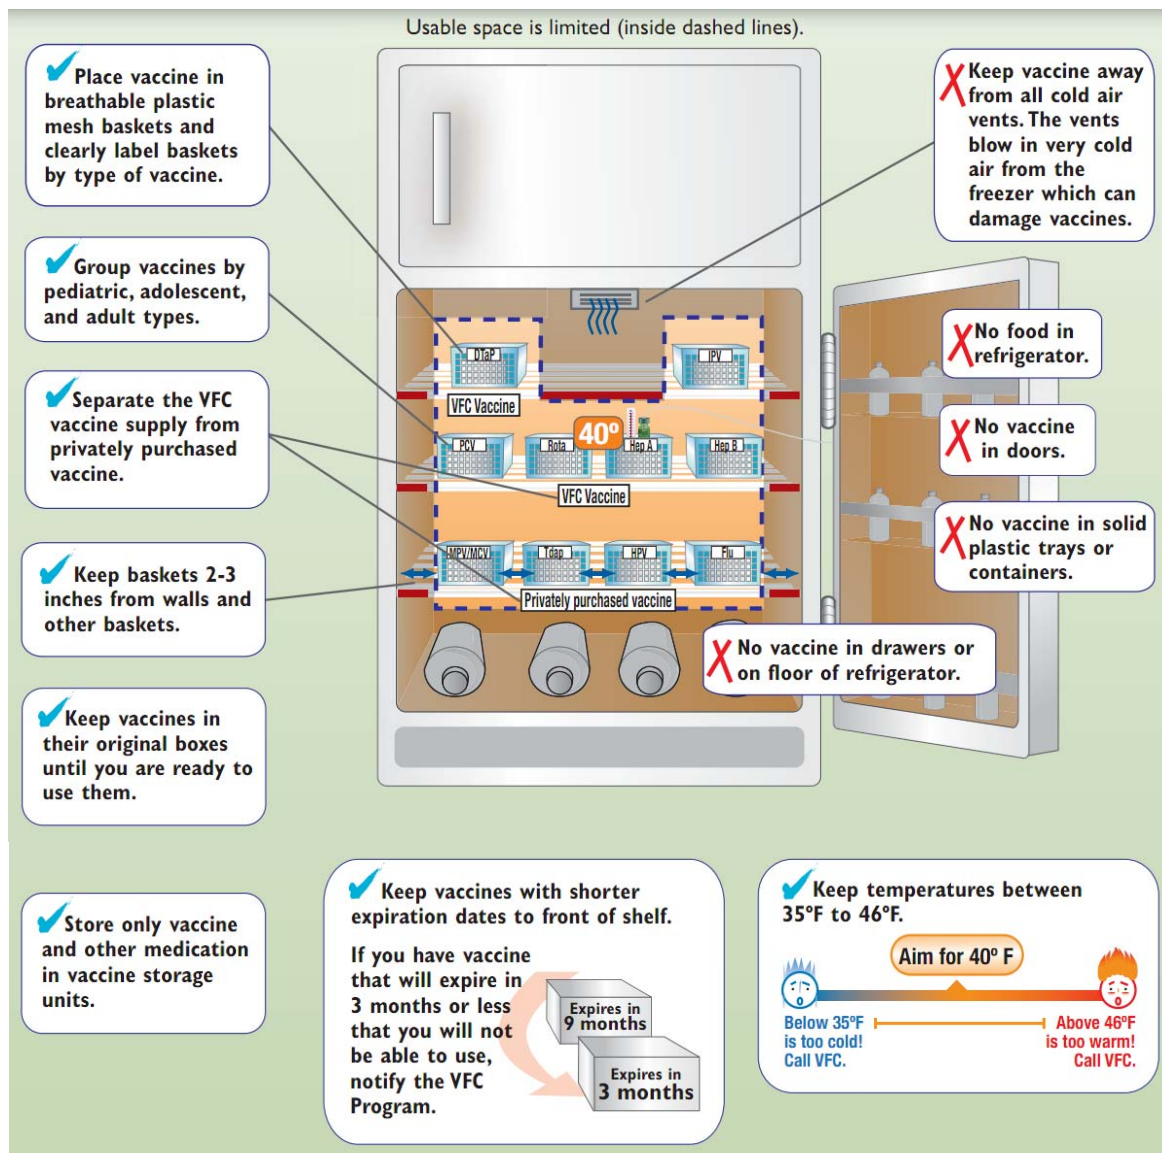 Usable space is limited (inside dashed lines).
Place vaccine in
breathable plastic
mesh baskets and
clearly label baskets
by type of vaccine.
Group vaccines by
pediatric, adolescent,
and adult types.
Separate the VFC
vaccine supply from
privately purchased
vaccine.
Keep baskets 2-3
inches from walls and
other baskets.
Keep vaccines in
their original boxes
until you are ready to
use them.
Store only vaccine
and other medication
in vaccine storage
units.
DTaP
IPV
VFC Vaccine
40º
PCV
Rota
Hep A
Hep B
VFC Vaccine
MPV/MCV
Tdap
HPV
Flu
Privately purchased vaccine
Keep vaccine away
from all cold air
vents. The vents
blow in very cold
air from the
freezer which can
damage vaccines.
No food in
refrigerator.
No vaccine
in doors.
No vaccine in solid
plastic trays or
containers.
No vaccine in drawers or
on floor of refrigerator.
Keep vaccines with shorter
expiration dates to front of shelf.
If you have vaccine
that will expire in
3 months or less
that you will not
be able to use,
notify the VFC
Program.
Expires in
9 months
Expires in
3 months
Keep temperatures between
35ºF to 46ºF.
Aim for 40º F
Below 35ºF
is too cold!
Call VFC.
Above 46ºF
is too warm!
Call VFC.